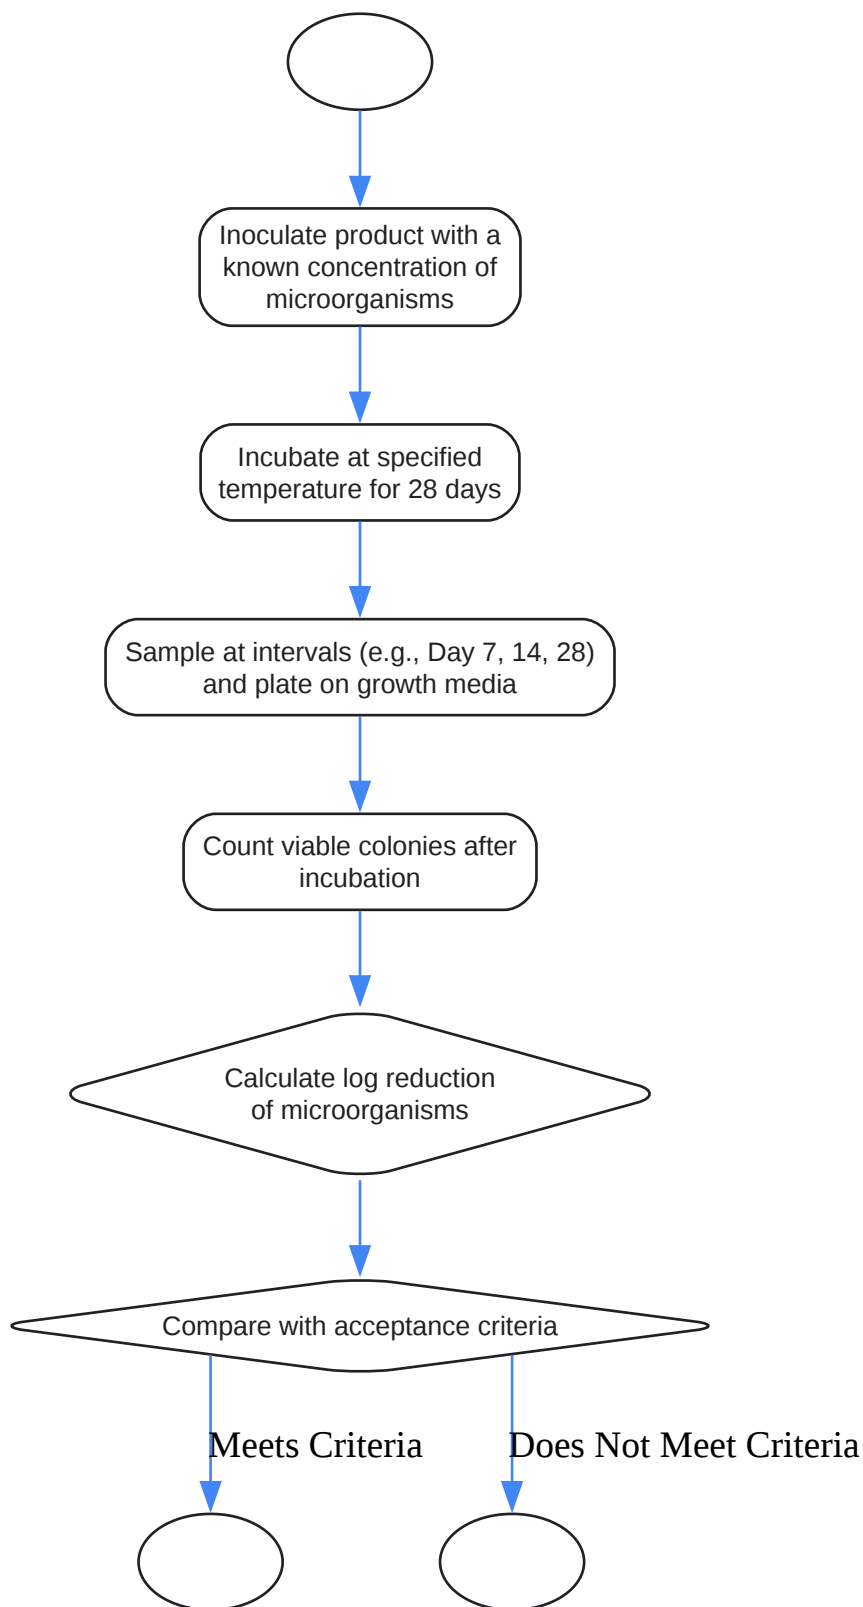 Inoculate product with a
known concentration of
microorganisms
Incubate at specified
temperature for 28 days
Sample at intervals (e.g., Day 7, 14, 28)
and plate on growth media
Count viable colonies after
incubation
Calculate log reduction
of microorganisms
Compare with acceptance criteria
Meets Criteria
Does Not Meet Criteria